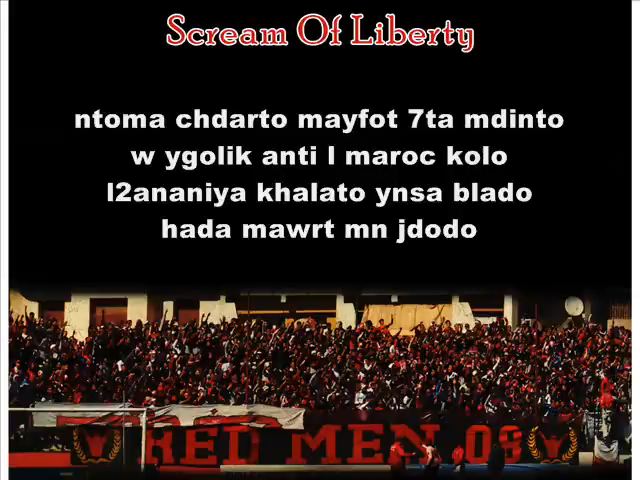 Scream Of Liberty
ntoma chdarto mayfot 7ta mdinto
w ygolik anti l maroc kolo
l2ananiya khalato ynsa blado
hada mawrt mn jdodo
RED MEN 09